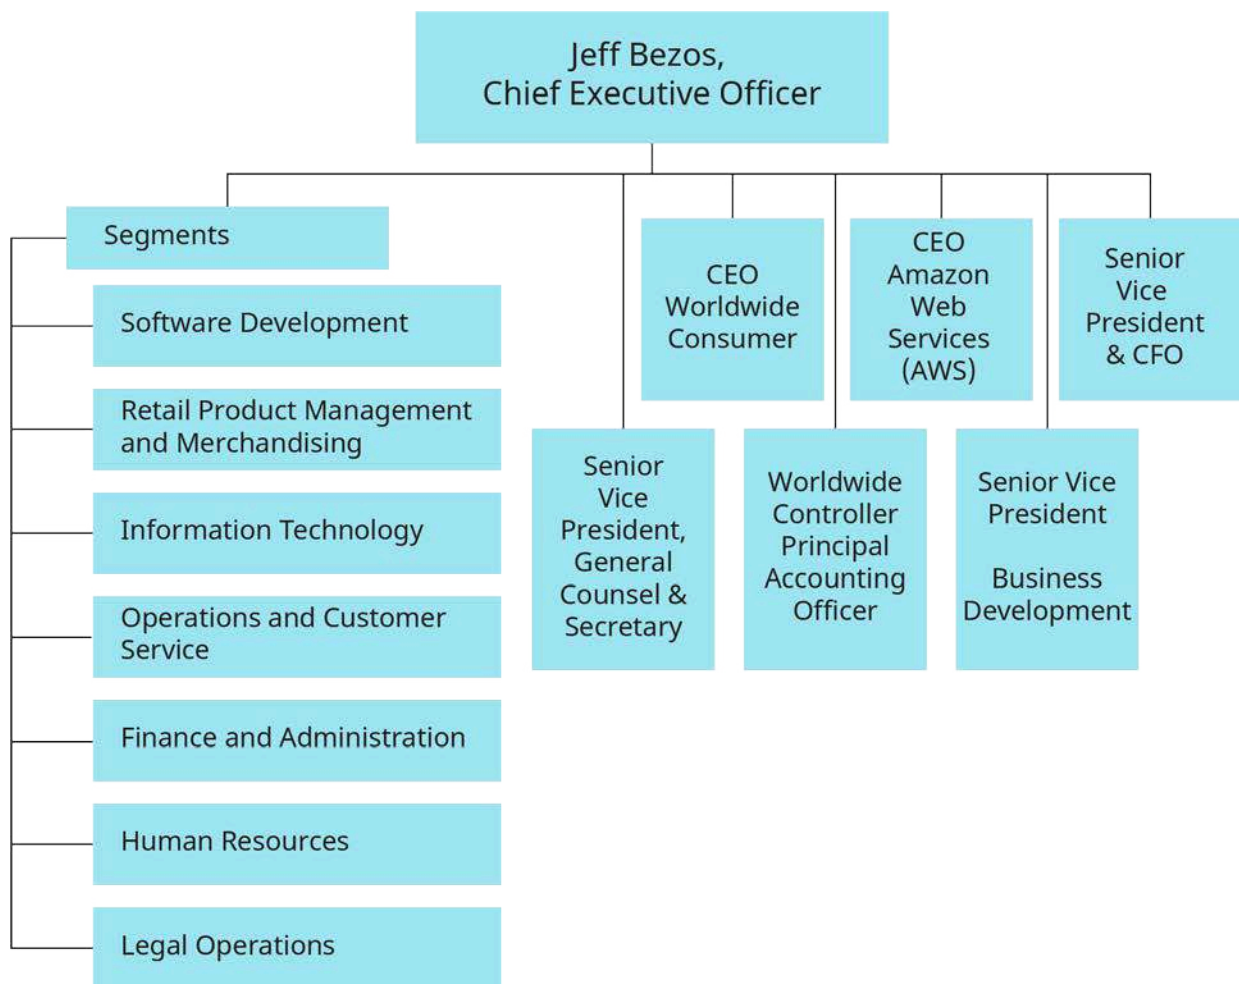 Jeff Bezos,
Chief Executive Officer
Segments
Software Development
Retail Product Management
and Merchandising
Information Technology
Operations and Customer
Service
Finance and Administration
Human Resources
Legal Operations
CEO
Worldwide
Consumer
CEO
Amazon
Web
Services
(AWS)
Senior
Vice
President
& CFO
Senior
Vice
President,
General
Counsel &
Secretary
Worldwide
Controller
Principal
Accounting
Officer
Senior Vice
President
Business
Development